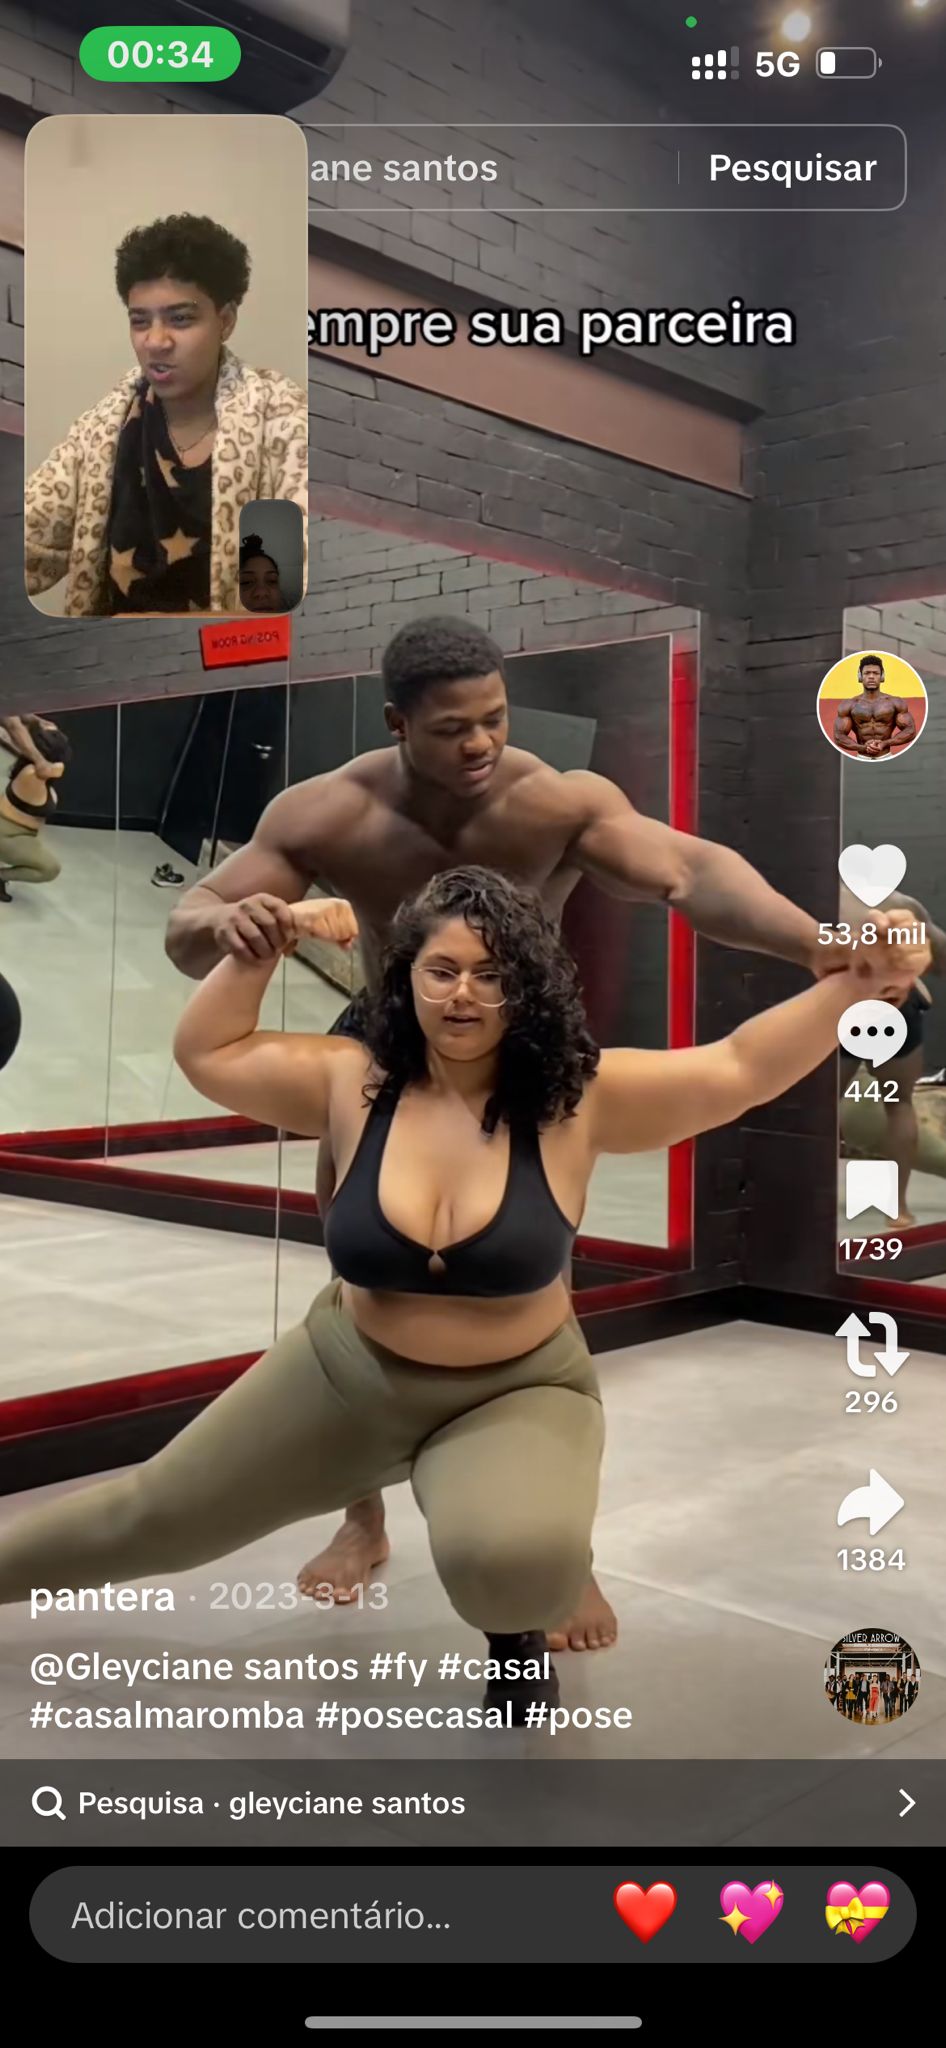 00:34
5G
iane santos
Pesquisar
empre sua parceira
POSING ROOM
53,8 mil
442
1739
296
1384
pantera · 2023-3-13
@Gleyciane santos #fy #casal
#casalmaromba #posecasal #pose
SILVER ARROW
Pesquisa · gleyciane santos
Adicionar comentário...